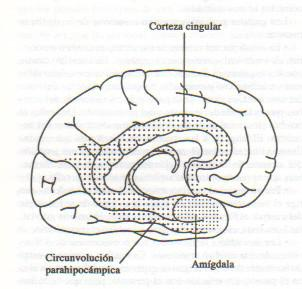 Corteza cingular
Circunvolución
parahipocámpica
Amígdala